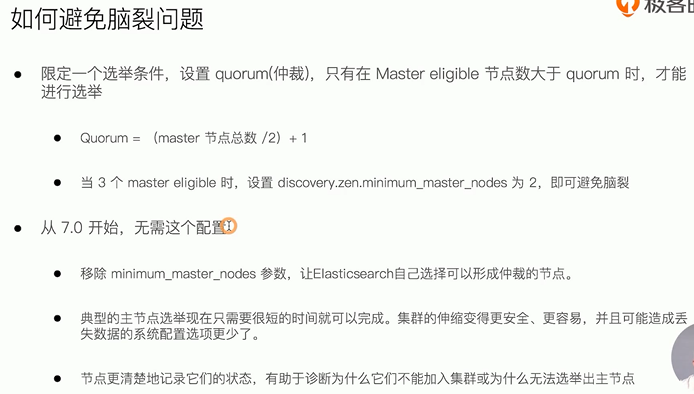 如何避免脑裂问题
极客
限定一个选举条件，设置 quorum(仲裁)，只有在 Master eligible 节点数大于 quorum 时，才能
进行选举
Quorum = （master 节点总数 /2）+ 1
当 3 个 master eligible 时，设置 discovery.zen.minimum_master_nodes 为 2，即可避免脑裂
从 7.0 开始，无需这个配置
移除 minimum_master_nodes 参数，让Elasticsearch自己选择可以形成仲裁的节点。
典型的主节点选举现在只需要很短的时间就可以完成。集群的伸缩变得更安全、更容易，并且可能造成丢
失数据的系统配置选项更少了。
节点更清楚地记录它们的状态，有助于诊断为什么它们不能加入集群或为什么无法选举出主节点